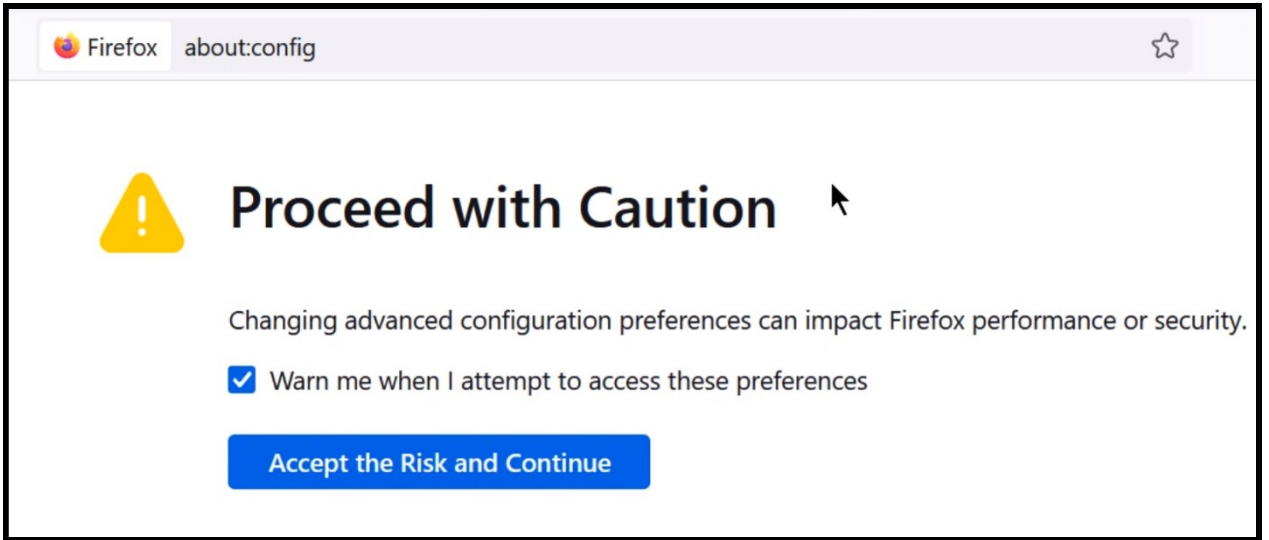 Firefox about:config
Proceed with Caution
Changing advanced configuration preferences can impact Firefox performance or security.
Warn me when I attempt to access these preferences
Accept the Risk and Continue